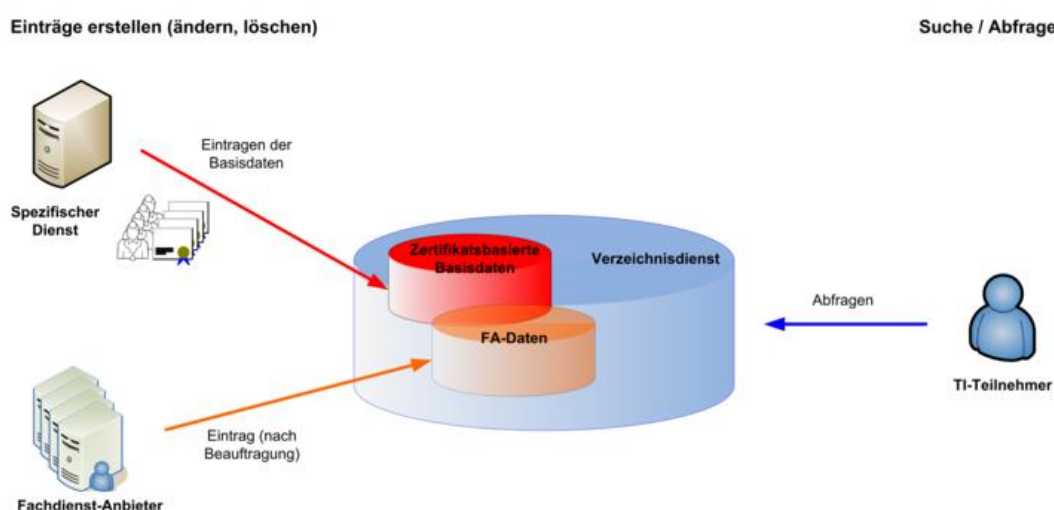 Einträge erstellen (ändern, löschen)
Suche / Abfrage
Eintragen der
Basisdaten
Spezifischer
Dienst
Zertifikatsbasierte
Basisdaten
Verzeichnisdienst
Abfragen
FA-Daten
TI-Teilnehmer
Eintrag (nach
Beauftragung)
Fachdienst-Anbieter